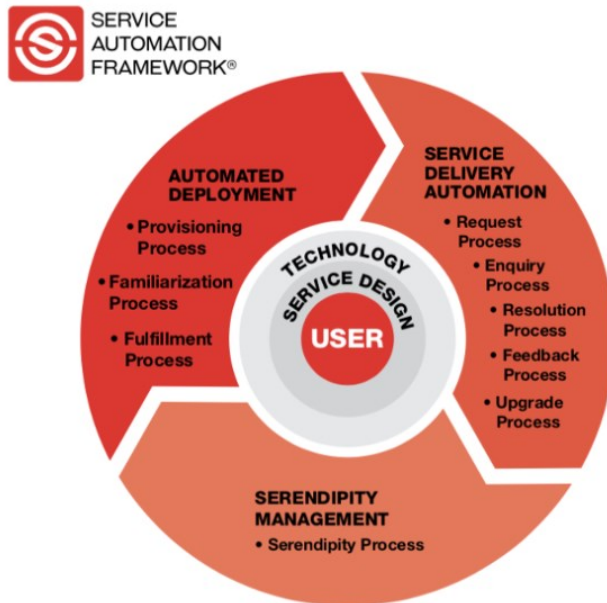 SERVICE
AUTOMATION
FRAMEWORK®
AUTOMATED
DEPLOYMENT
• Provisioning
Process
• Familiarization
Process
• Fulfillment
Process
SERVICE
DELIVERY
AUTOMATION
• Request
Process
• Enquiry
Process
• Resolution
Process
• Feedback
Process
• Upgrade
Process
TECHNOLOGY
SERVICE DESIGN
USER
SERENDIPITY
MANAGEMENT
• Serendipity Process